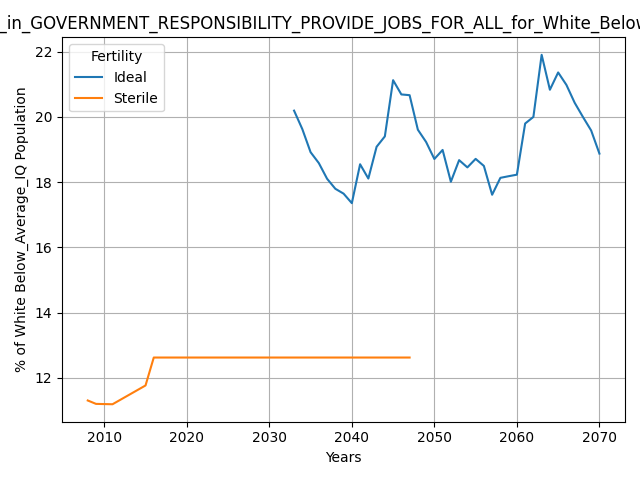 _in_GOVERNMENT_RESPONSIBILITY_PROVIDE_JOBS_FOR_ALL_for_White_Below
Fertility
Ideal
Sterile
% of White Below_Average_IQ Population
22
20
18
16
14
12
2010 2020 2030 2040 2050 2060 2070
Years